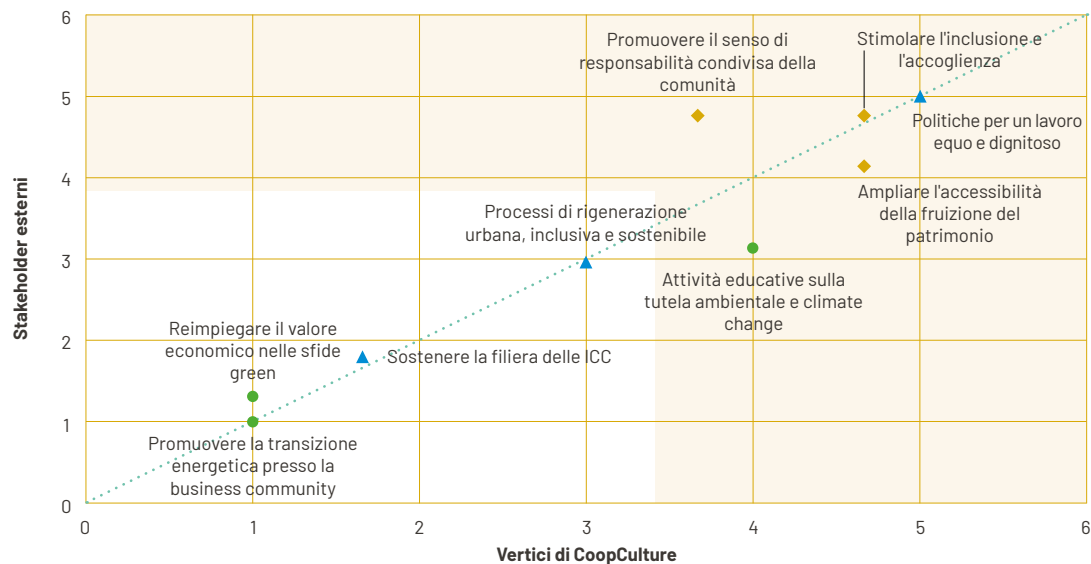 6
5
4
3
2
1
0
Stakeholder esterni
Promuovere il senso di
responsabilità condivisa della
comunità
Stimolare l'inclusione e
l'accoglienza
Politiche per un lavoro
equo e dignitoso
Ampliare l'accessibilità
della fruizione del
patrimonio
Processi di rigenerazione
urbana, inclusiva e sostenibile
Attività educative sulla
tutela ambientale e climate
change
Reimpiegare il valore
economico nelle sfide
green
Sostenere la filiera delle ICC
Promuovere la transizione
energetica presso la
business community
0 1 2 3 4 5 6
Vertici di CoopCulture